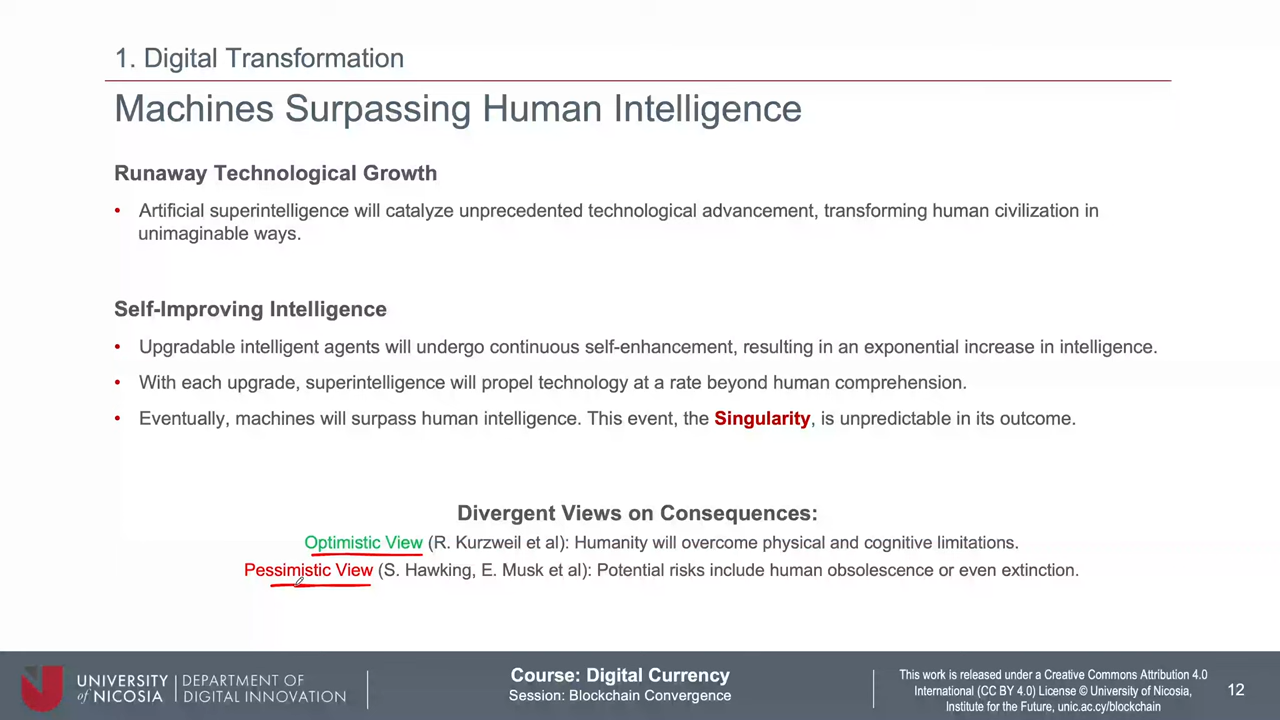 1. Digital Transformation
Machines Surpassing Human Intelligence
Runaway Technological Growth
• Artificial superintelligence will catalyze unprecedented technological advancement, transforming human civilization in
unimaginable ways.
Self-Improving Intelligence
• Upgradable intelligent agents will undergo continuous self-enhancement, resulting in an exponential increase in intelligence.
• With each upgrade, superintelligence will propel technology at a rate beyond human comprehension.
• Eventually, machines will surpass human intelligence. This event, the Singularity, is unpredictable in its outcome.
Divergent Views on Consequences:
Optimistic View (R. Kurzweil et al): Humanity will overcome physical and cognitive limitations.
Pessimistic View (S. Hawking, E. Musk et al): Potential risks include human obsolescence or even extinction.
UNIVERSITY
of NICOSIA
DEPARTMENT OF
DIGITAL INNOVATION
Course: Digital Currency
Session: Blockchain Convergence
This work is released under a Creative Commons Attribution 4.0
International (CC BY 4.0) License © University of Nicosia,
Institute for the Future, unic.ac.cy/blockchain
12